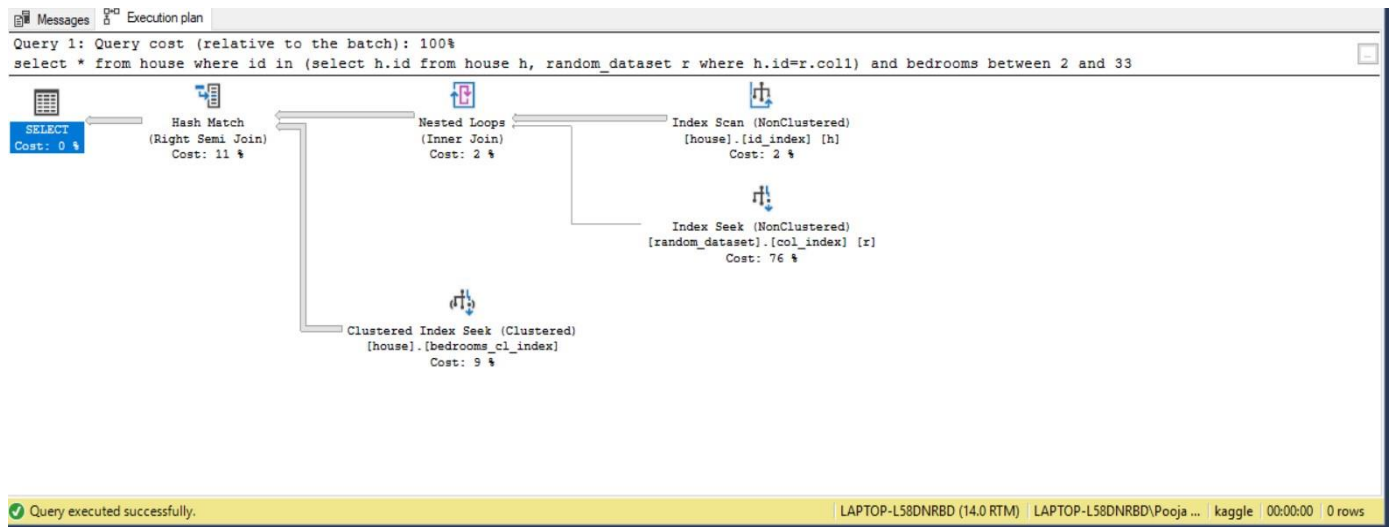 Messages Execution plan
Query 1: Query cost (relative to the batch): 100%
select * from house where id in (select h.id from house h, random_dataset r where h.id=r.col1) and bedrooms between 2 and 33
SELECT
Cost: 0 %
Hash Match
(Right Semi Join)
Cost: 11 %
Nested Loops
(Inner Join)
Cost: 2 %
Index Scan (NonClustered)
[house].[id_index] [h]
Cost: 2 %
Index Seek (NonClustered)
[random_dataset].[col_index] [r]
Cost: 76 %
Clustered Index Seek (Clustered)
[house].[bedrooms_cl_index]
Cost: 9 %
Query executed successfully. LAPTOP-L58DNRBD (14.0 RTM) LAPTOP-L58DNRBD\Pooja ... kaggle 00:00:00 0 rows